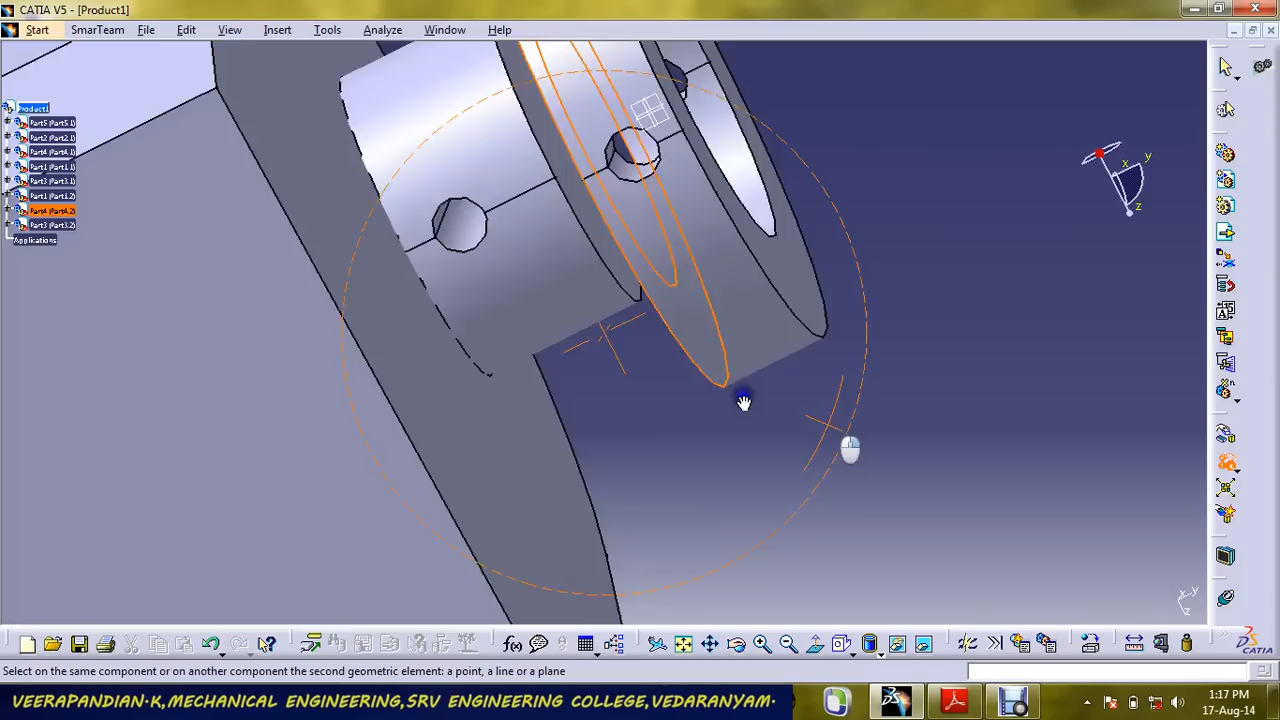 CATIA V5 - [Product1]
Start SmarTeam File Edit View Insert Tools Analyze Window Help
Product1
Part5 (Part5.1)
Part2 (Part2.1)
Part4 (Part4.1)
Part1 (Part1.1)
Part3 (Part3.1)
Part1 (Part1.2)
Part4 (Part4.2)
Part3 (Part3.2)
Applications
x y
z
y
z
f(x)
CATIA
Select on the same component or on another component the second geometric element: a point, a line or a plane
VEERAPANDIAN.K,MECHANICAL ENGINEERING,SRV ENGINEERING COLLEGE,VEDARANYAM.
1:17 PM
17-Aug-14